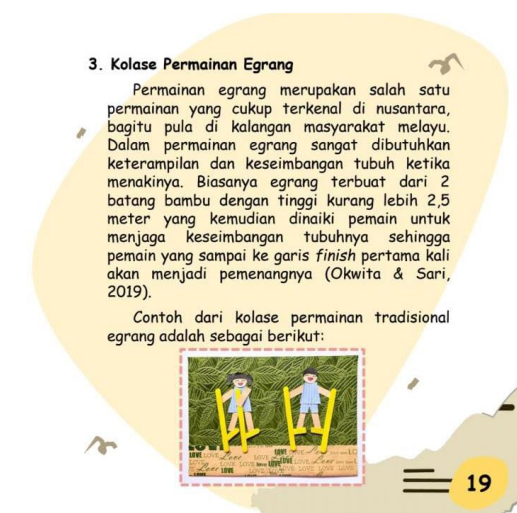 3. Kolase Permainan Egrang
Permainan egrang merupakan salah satu
permainan yang cukup terkenal di nusantara,
bagitu pula di kalangan masyarakat melayu.
Dalam permainan egrang sangat dibutuhkan
keterampilan dan keseimbangan tubuh ketika
menakinya. Biasanya egrang terbuat dari 2
batang bambu dengan tinggi kurang lebih 2,5
meter yang kemudian dinaiki pemain untuk
menjaga keseimbangan tubuhnya sehingga
pemain yang sampai ke garis finish pertama kali
akan menjadi pemenangnya (Okwita & Sari,
2019).
Contoh dari kolase permainan tradisional
egrang adalah sebagai berikut:
LOVE
LOVE
LOVE
LOVE
19